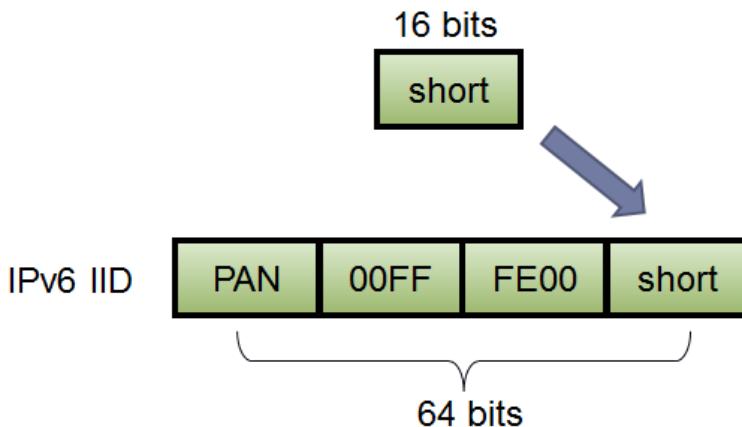 16 bits
short
IPv6 IID PAN 00FF FE00 short
64 bits